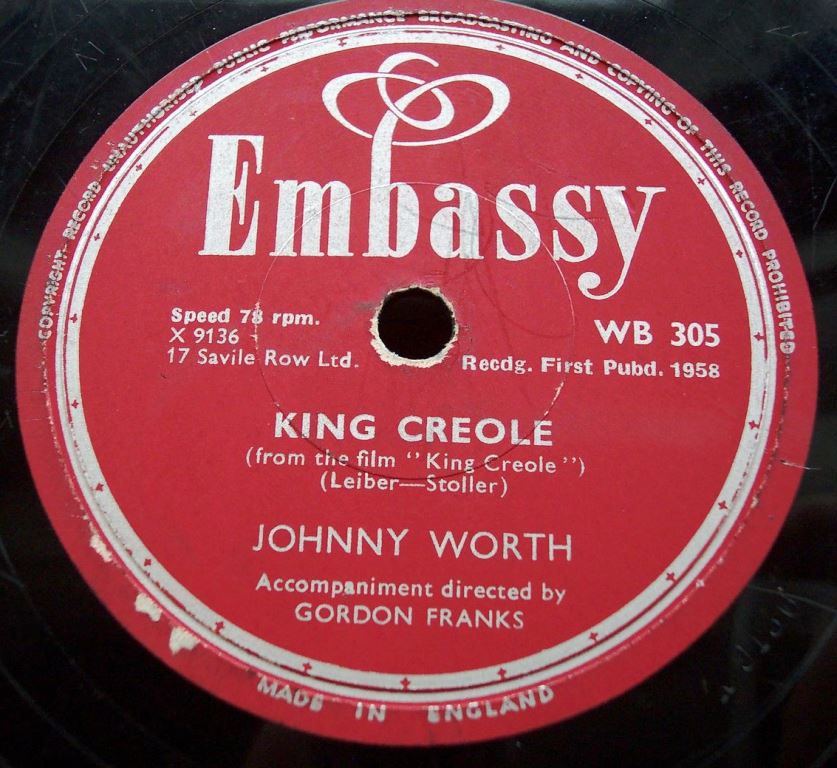 COPYRIGHT· RECORD·UNAUTHORISED PUBLIC PERFORMANCE BROADCASTING AND COPYING·OF THIS RECORD PROHIBITED
Embassy
Speed 78 rpm.
X 9136
17 Savile Row Ltd.
WB 305
Recdg. First Pubd. 1958
KING CREOLE
(from the film "King Creole")
(Leiber—Stoller)
JOHNNY WORTH
Accompaniment directed by
GORDON FRANKS
MADE IN ENGLAND